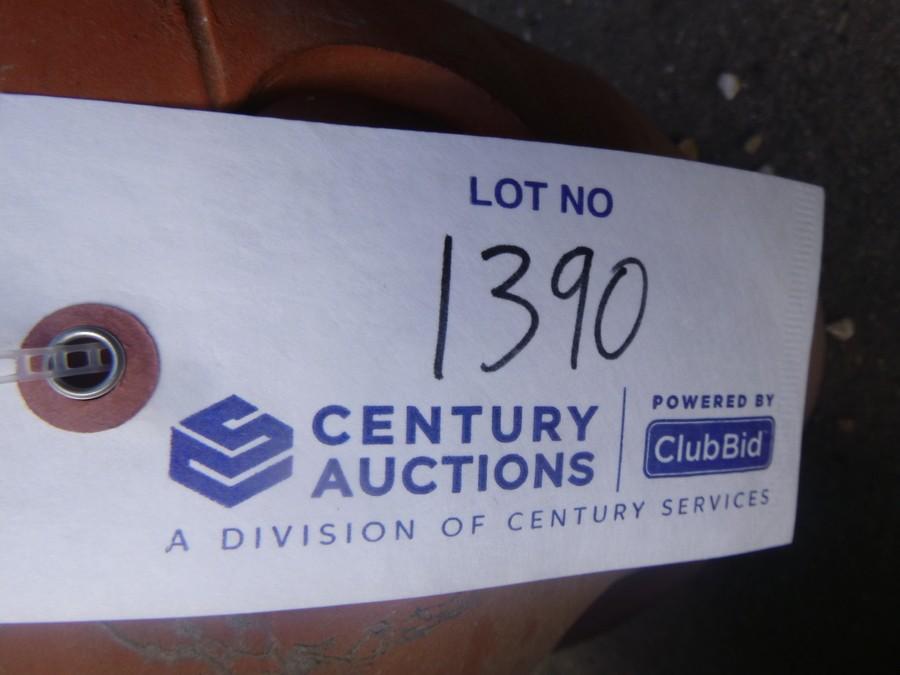 LOT NO
1390
CENTURY
AUCTIONS
POWERED BY
ClubBid
A DIVISION OF CENTURY SERVICES